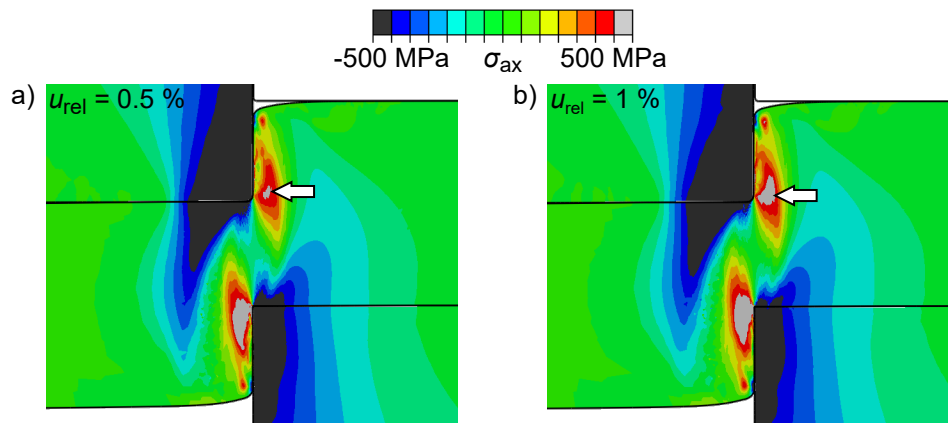 -500 MPa σax 500 MPa
a) urel = 0.5 %
b) urel = 1 %